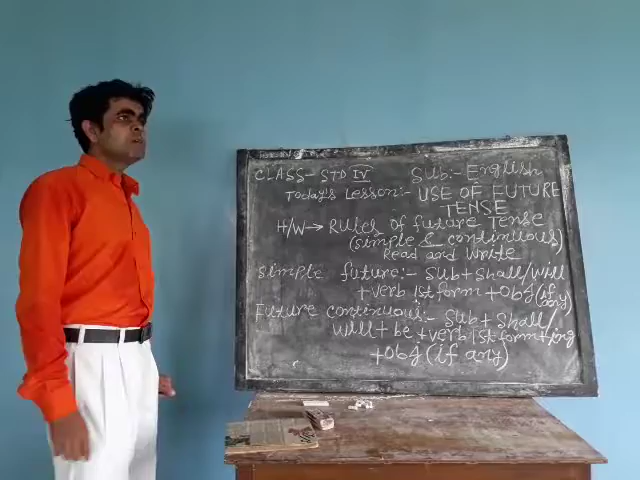 CLASS- STD IV Sub:- English
Today's Lesson:- USE OF FUTURE
TENSE
H/W→ Rules of future Tense
(simple & continuous)
Read and write
Simple future:- Sub+Shall/will
+verb 1st form +Obj(if any)
Future continuous:- Sub+ Shall/
will+ be +verb 1st form+ing
+Obj(if any)